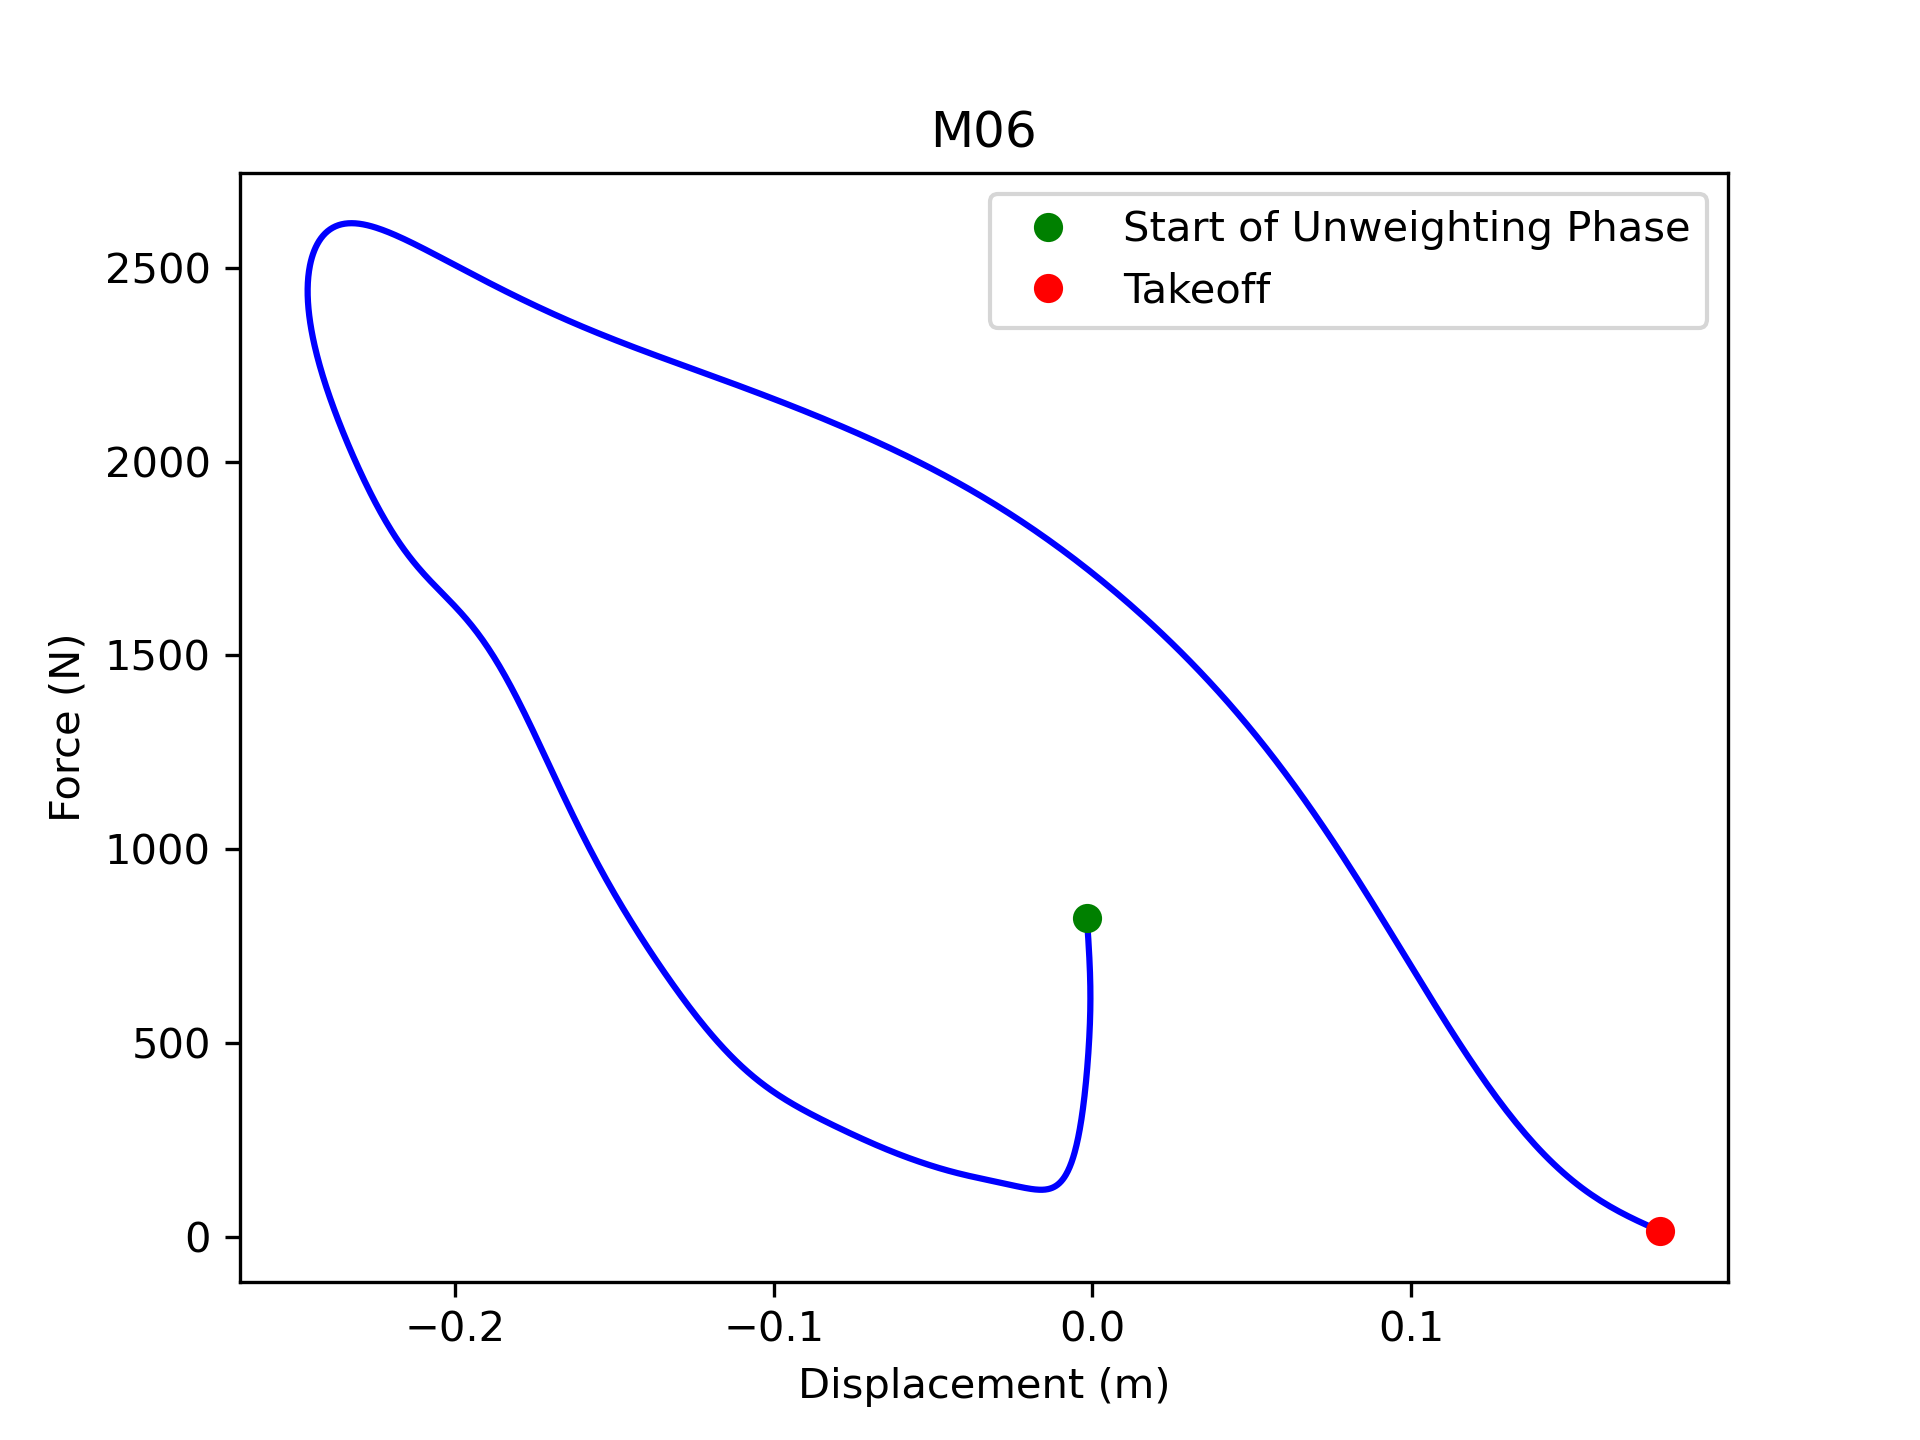 M06
Start of Unweighting Phase
Takeoff
2500
2000
1500
1000
500
0
Force (N)
−0.2
−0.1
0.0
0.1
Displacement (m)